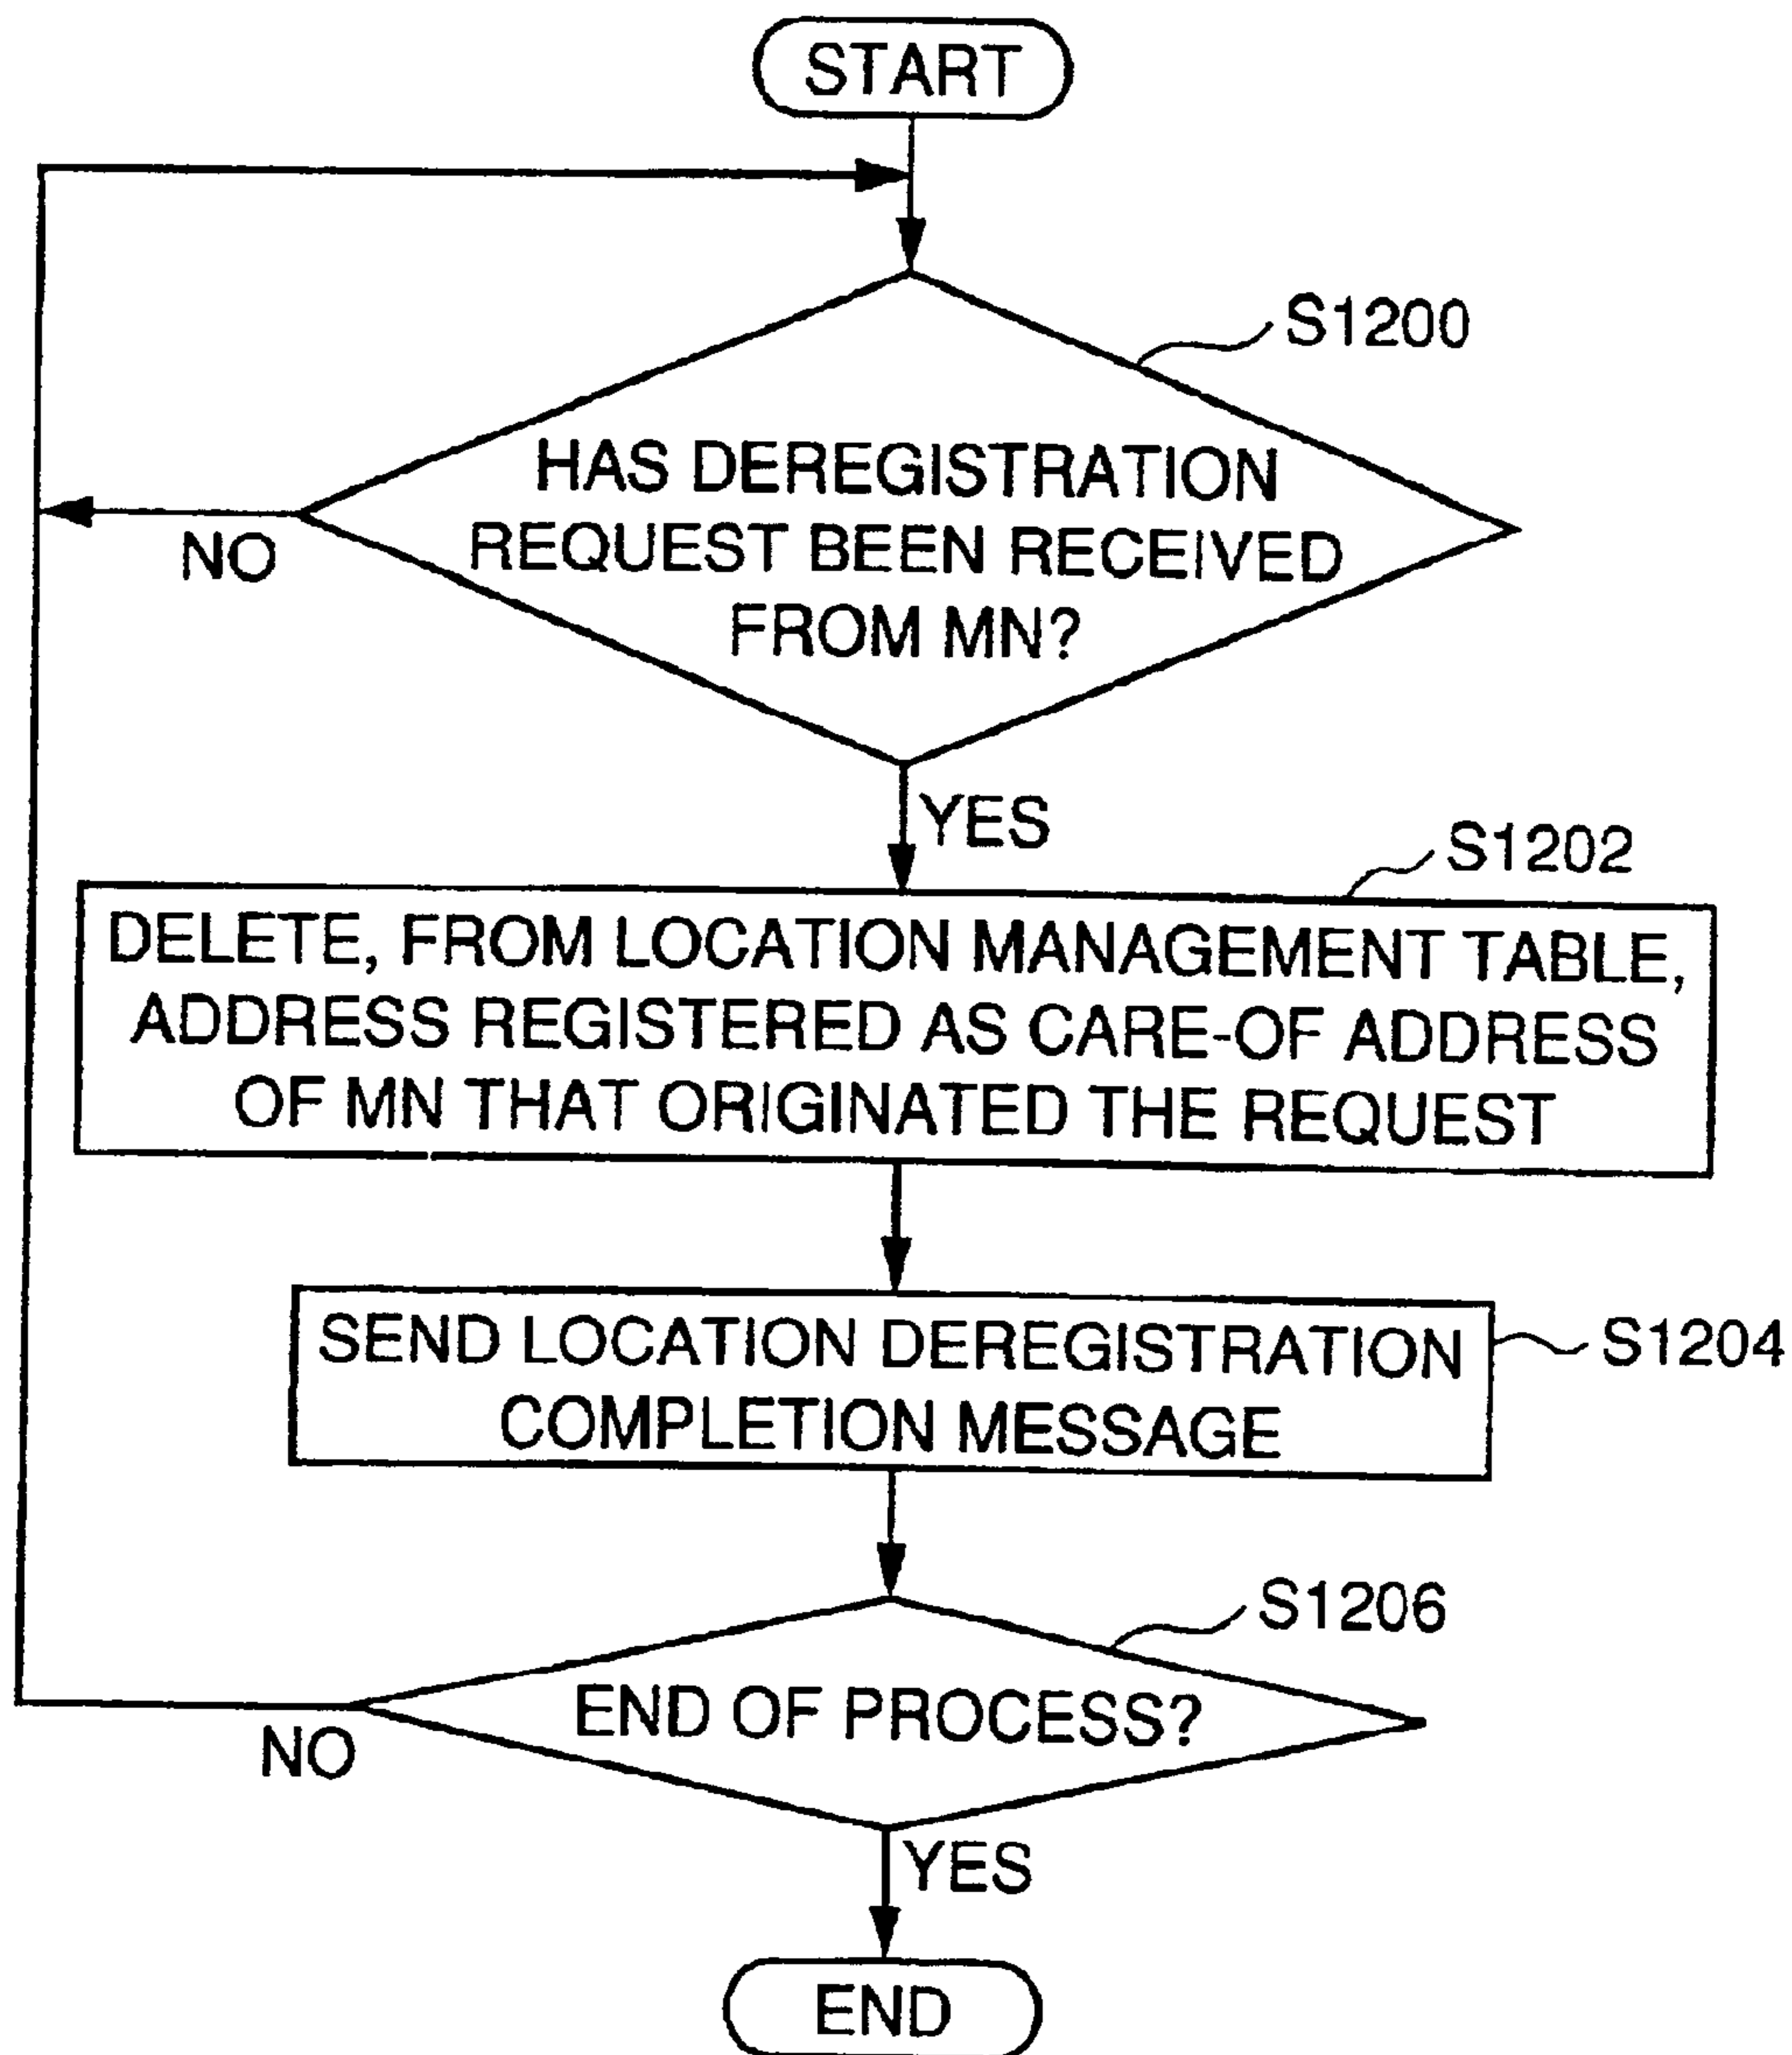 START
S1200
HAS DEREGISTRATION
REQUEST BEEN RECEIVED
FROM MN?
NO
YES
S1202
DELETE, FROM LOCATION MANAGEMENT TABLE,
ADDRESS REGISTERED AS CARE-OF ADDRESS
OF MN THAT ORIGINATED THE REQUEST
SEND LOCATION DEREGISTRATION
COMPLETION MESSAGE
S1204
S1206
END OF PROCESS?
NO
YES
END